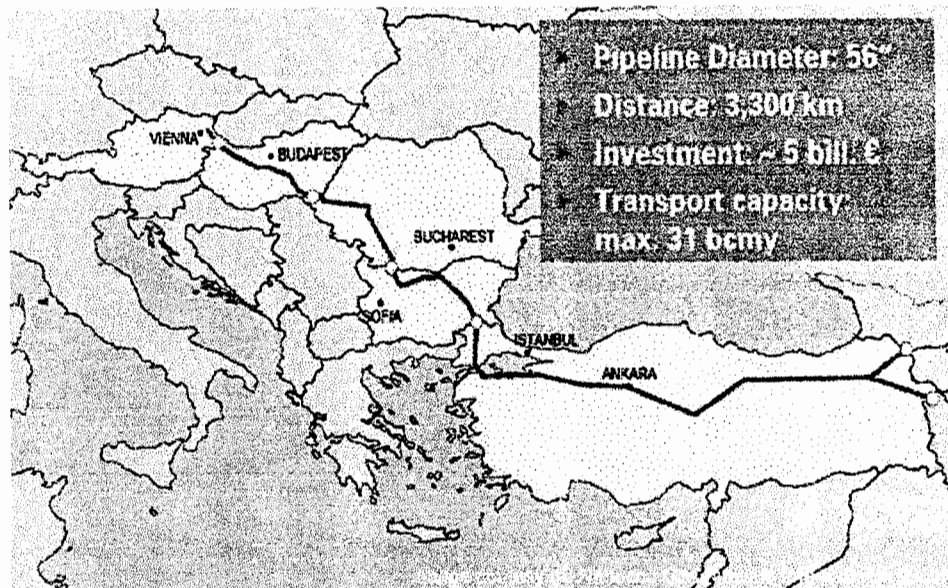 Pipeline Diameter: 56"
Distance: 3,300 km
Investment: ~ 5 bill. €
Transport capacity:
max. 31 bcmy
VIENNA
BUDAPEST
BUCHAREST
SOFIA
ISTANBUL
ANKARA